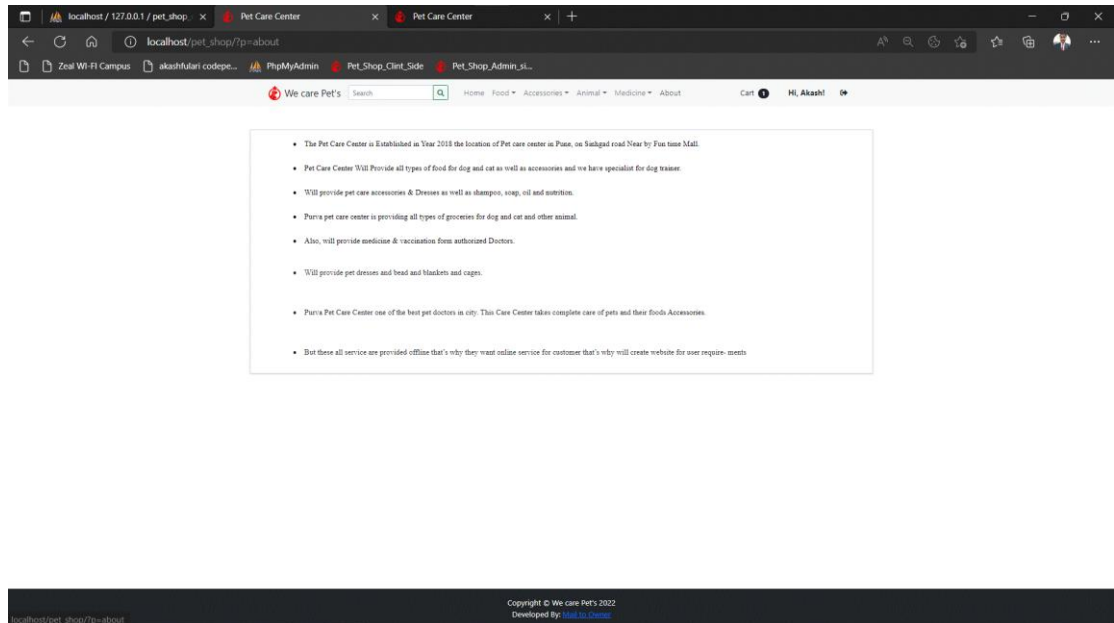 localhost / 127.0.0.1 / pet_shop
Pet Care Center
Pet Care Center
localhost/pet_shop/?p=about
Zeal WI-FI Campus
akashfulari codepe...
PhpMyAdmin
Pet_Shop_Clint_Side
Pet_Shop_Admin_si...
We care Pet's
Search
Home
Food
Accessories
Animal
Medicine
About
Cart 1
Hi, Akash!
• The Pet Care Center is Established in Year 2018 the location of Pet care center in Pune, on Sinhgad road Near by Fun time Mall.
• Pet Care Center Will Provide all types of food for dog and cat as well as accessories and we have specialist for dog trainer.
• Will provide pet care accessories & Dresses as well as shampoo, soap, oil and nutrition.
• Purva pet care center is providing all types of groceries for dog and cat and other animal.
• Also, will provide medicine & vaccination form authorized Doctors.
• Will provide pet dresses and bead and blankets and cages.
• Purva Pet Care Center one of the best pet doctors in city. This Care Center takes complete care of pets and their foods Accessories.
• But these all service are provided offline that's why they want online service for customer that's why will create website for user require- ments
Copyright © We care Pet's 2022
Developed By: Mail to Owner
localhost/pet_shop/?p=about